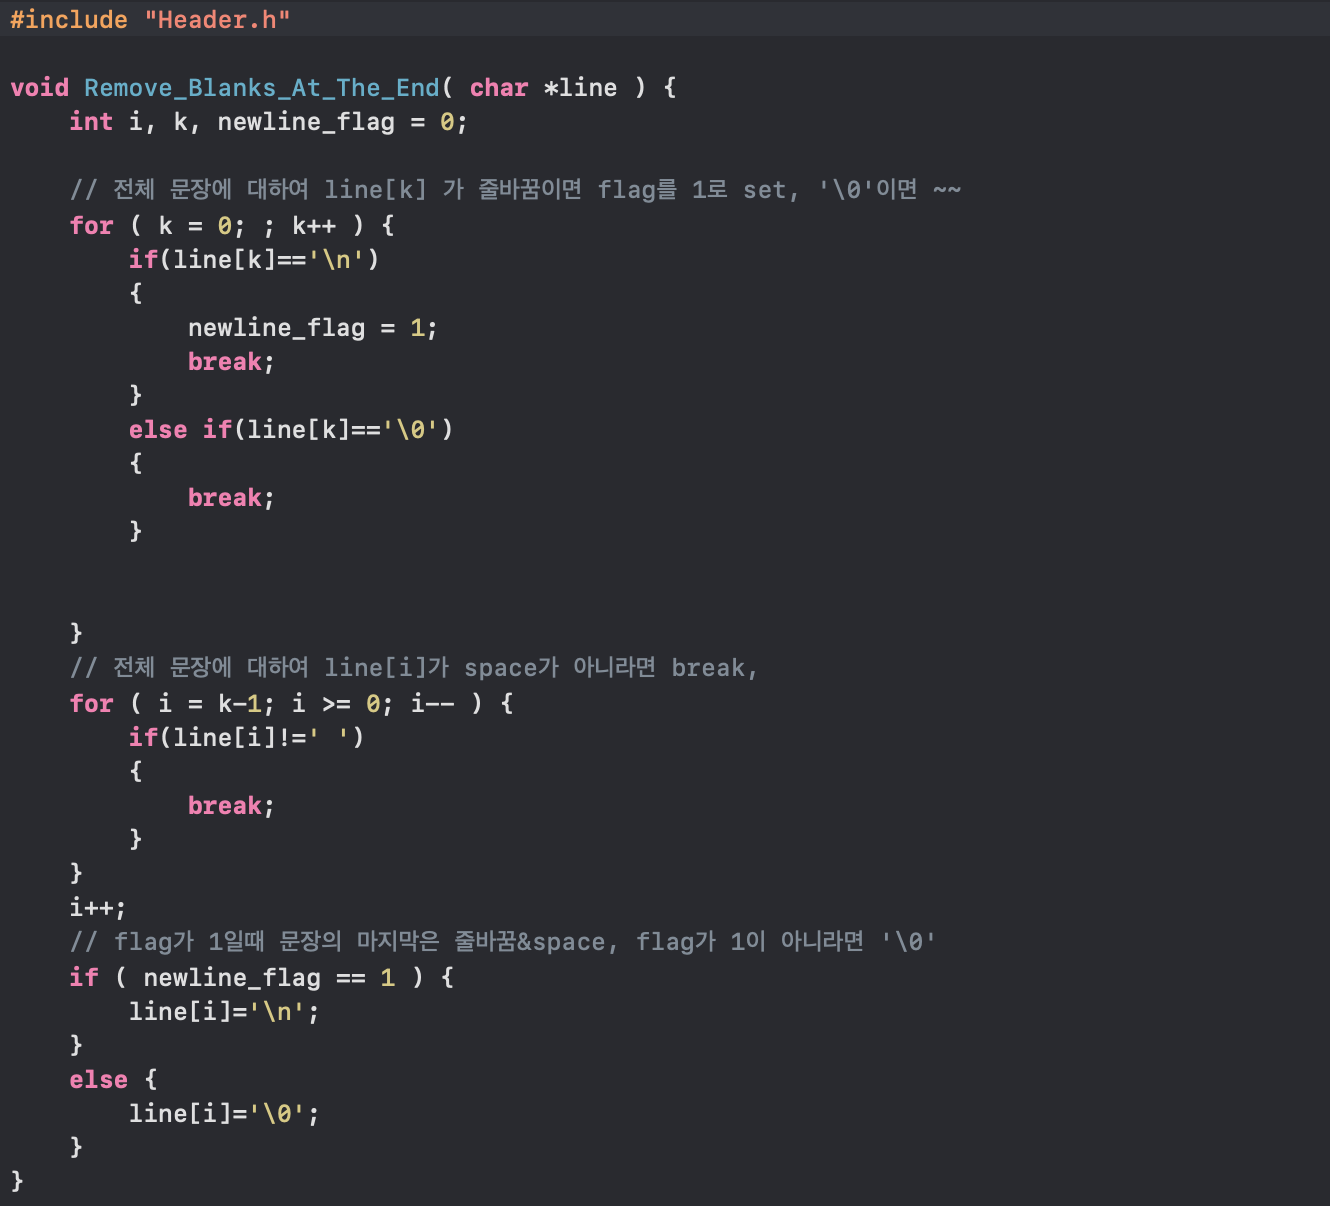 #include "Header.h"
void Remove_Blanks_At_The_End( char *line ) {
    int i, k, newline_flag = 0;
    // 전체 문장에 대하여 line[k] 가 줄바꿈이면 flag를 1로 set, '\0'이면 ~~
    for ( k = 0; ; k++ ) {
        if(line[k]=='\n')
        {
            newline_flag = 1;
            break;
        }
        else if(line[k]=='\0')
        {
            break;
        }
    }
    // 전체 문장에 대하여 line[i]가 space가 아니라면 break,
    for ( i = k-1; i >= 0; i-- ) {
        if(line[i]!=' ')
        {
            break;
        }
    }
    i++;
    // flag가 1일때 문장의 마지막은 줄바꿈&space, flag가 1이 아니라면 '\0'
    if ( newline_flag == 1 ) {
        line[i]='\n';
    }
    else {
        line[i]='\0';
    }
}